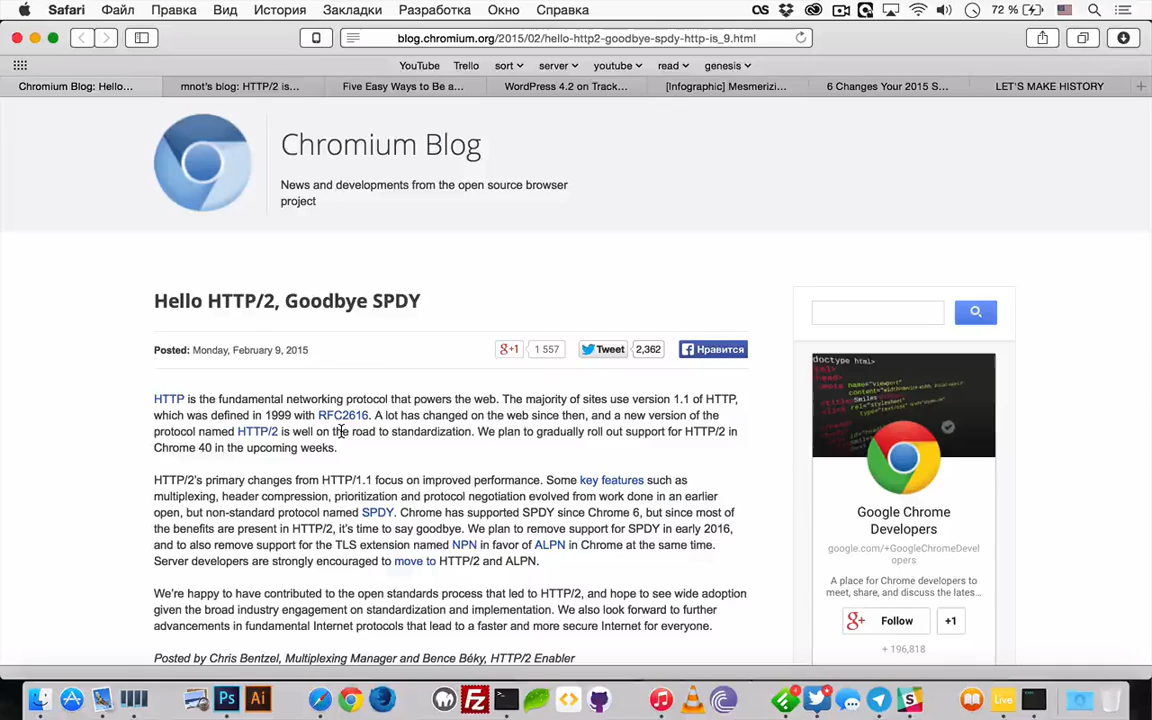 Safari Файл Правка Вид История Закладки Разработка Окно Справка 72 %
blog.chromium.org/2015/02/hello-http2-goodbye-spdy-http-is_9.html
YouTube Trello sort server youtube read genesis
Chromium Blog: Hello... mnot's blog: HTTP/2 is... Five Easy Ways to Be a... WordPress 4.2 on Track... [Infographic] Mesmerizi... 6 Changes Your 2015 S... LET'S MAKE HISTORY
Chromium Blog
News and developments from the open source browser
project
Hello HTTP/2, Goodbye SPDY
Posted: Monday, February 9, 2015
g+1 1 557 Tweet 2,362 Нравится
HTTP is the fundamental networking protocol that powers the web. The majority of sites use version 1.1 of HTTP,
which was defined in 1999 with RFC2616. A lot has changed on the web since then, and a new version of the
protocol named HTTP/2 is well on the road to standardization. We plan to gradually roll out support for HTTP/2 in
Chrome 40 in the upcoming weeks.
HTTP/2's primary changes from HTTP/1.1 focus on improved performance. Some key features such as
multiplexing, header compression, prioritization and protocol negotiation evolved from work done in an earlier
open, but non-standard protocol named SPDY. Chrome has supported SPDY since Chrome 6, but since most of
the benefits are present in HTTP/2, it's time to say goodbye. We plan to remove support for SPDY in early 2016,
and to also remove support for the TLS extension named NPN in favor of ALPN in Chrome at the same time.
Server developers are strongly encouraged to move to HTTP/2 and ALPN.
We're happy to have contributed to the open standards process that led to HTTP/2, and hope to see wide adoption
given the broad industry engagement on standardization and implementation. We also look forward to further
advancements in fundamental Internet protocols that lead to a faster and more secure Internet for everyone.
Posted by Chris Bentzel, Multiplexing Manager and Bence Béky, HTTP/2 Enabler
doctype html>
Google Chrome
Developers
google.com/+GoogleChromeDevel
opers
A place for Chrome developers to
meet, share, and discuss the lates...
g+ Follow +1
+ 196,818
Ps Ai Fz Live